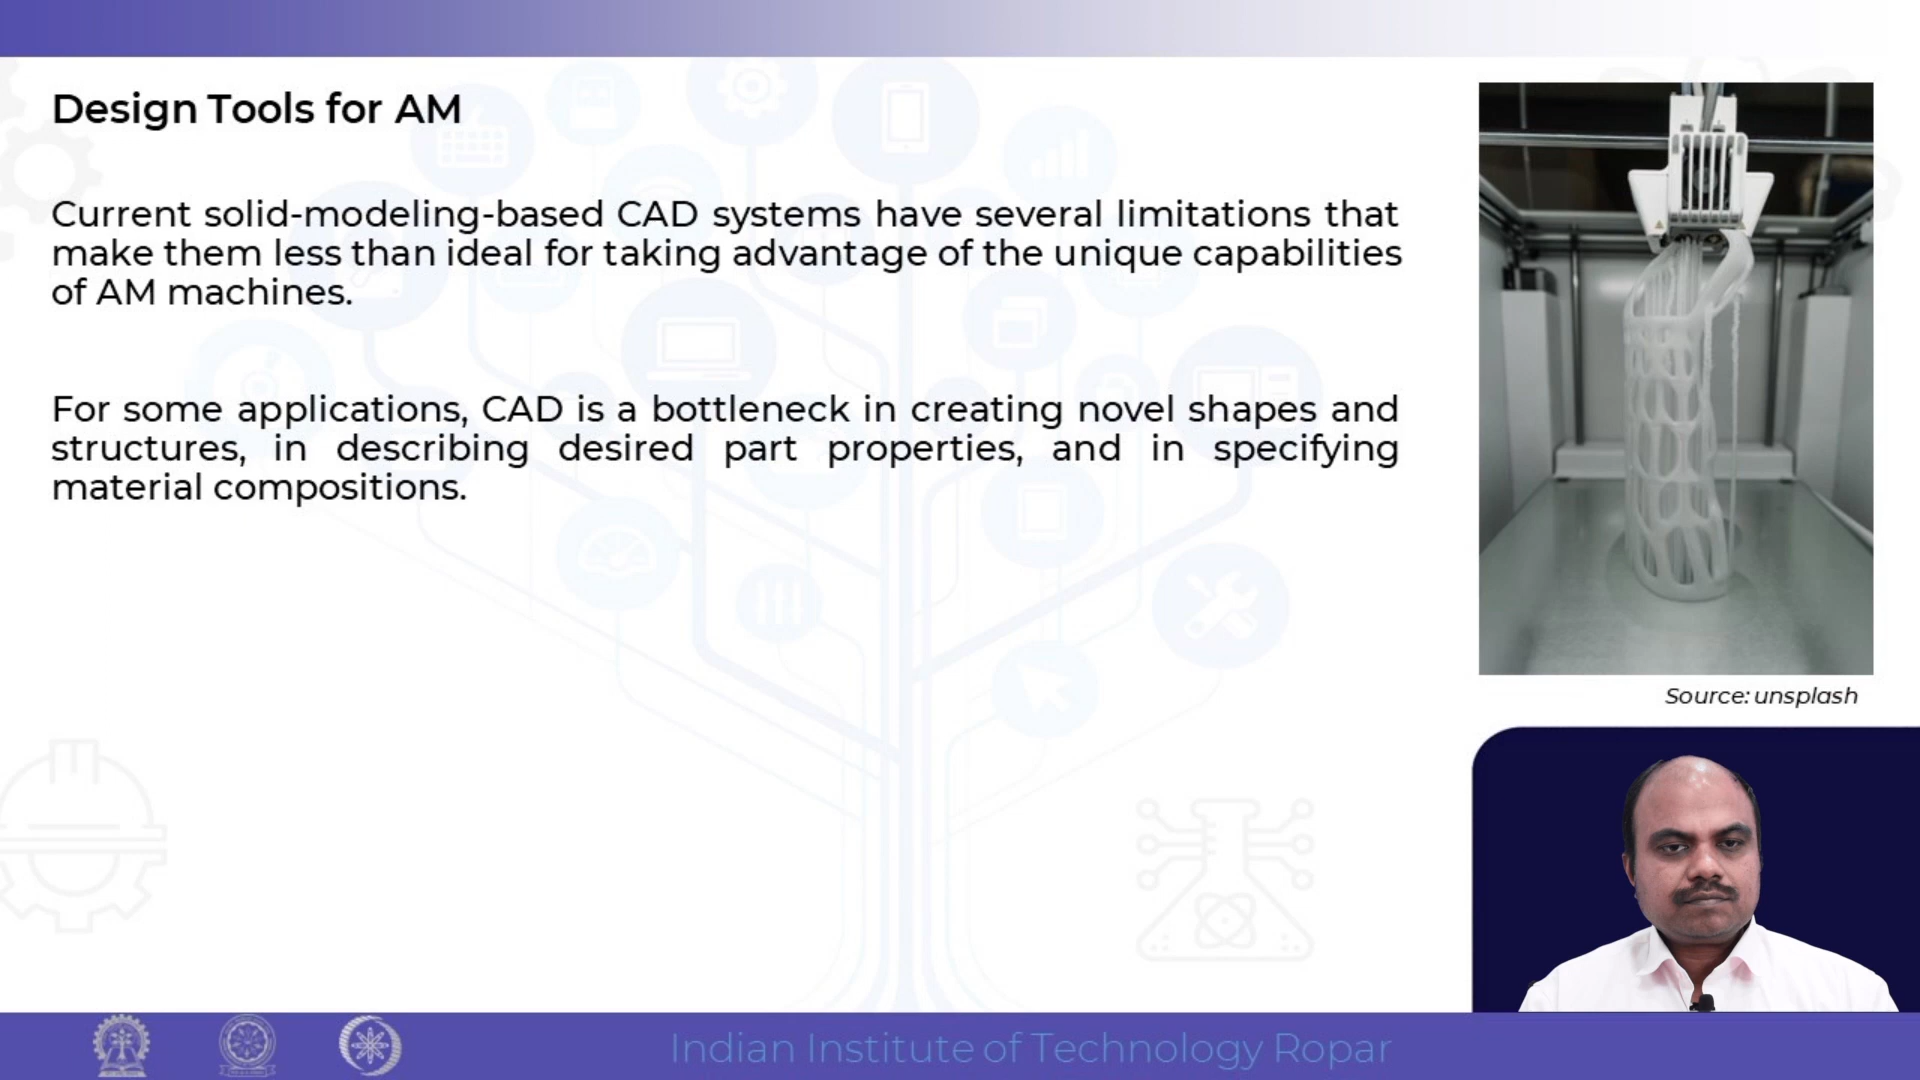 Design Tools for AM
Current solid-modeling-based CAD systems have several limitations that
make them less than ideal for taking advantage of the unique capabilities
of AM machines.
For some applications, CAD is a bottleneck in creating novel shapes and
structures, in describing desired part properties, and in specifying
material compositions.
Source: unsplash
Indian Institute of Technology Ropar